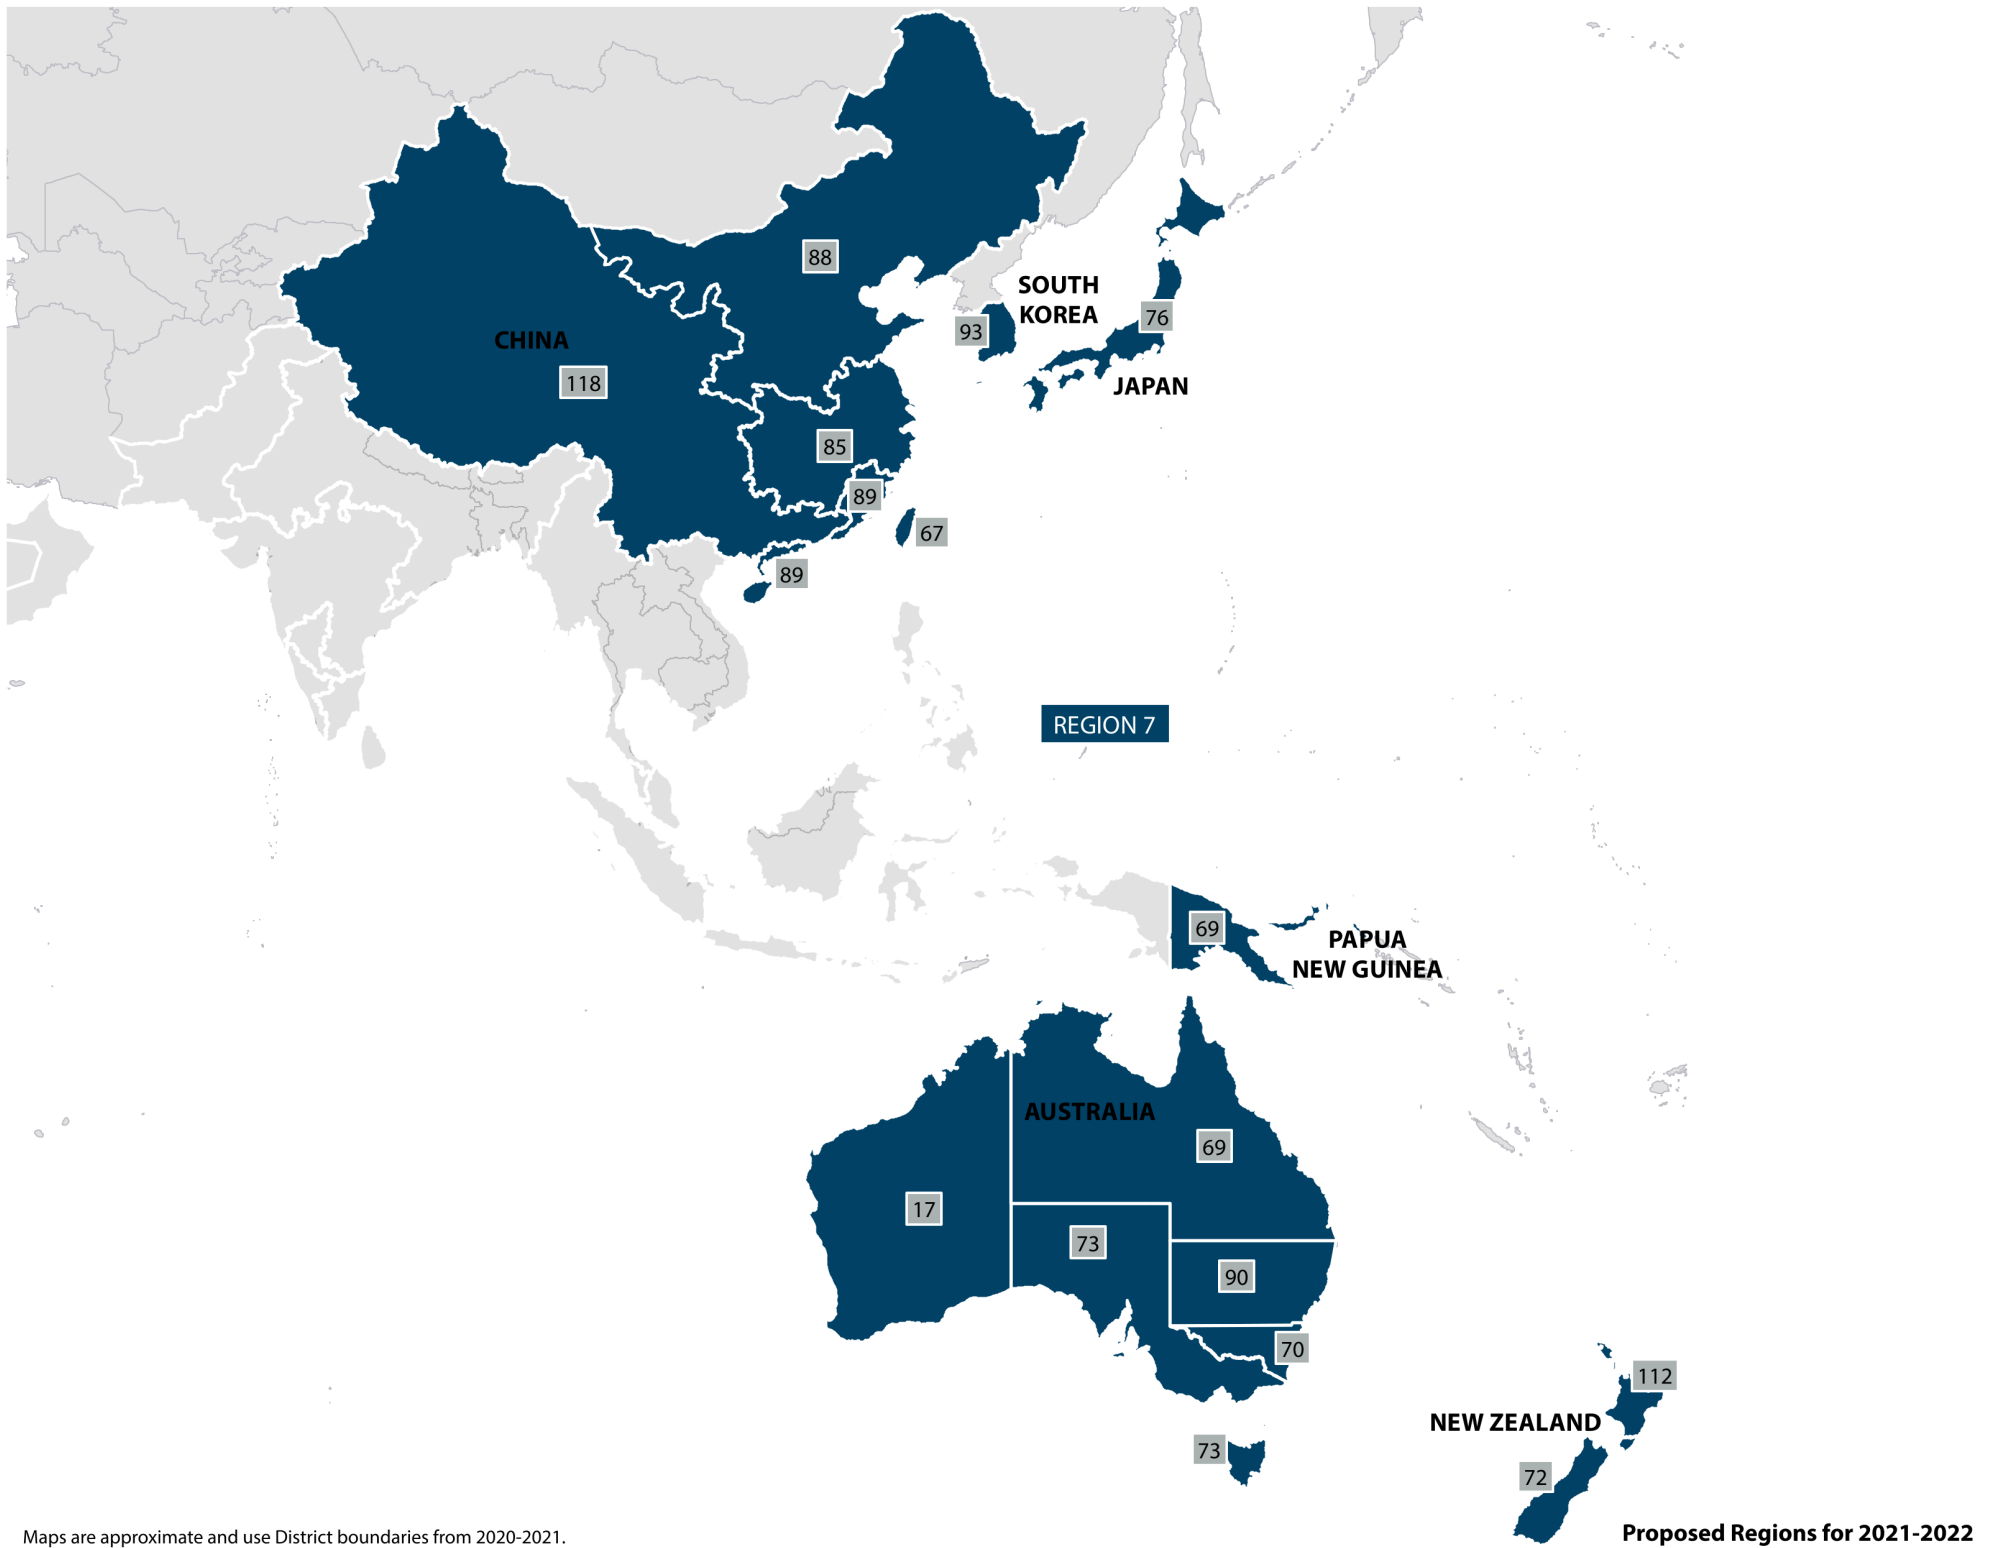 88
SOUTH
KOREA
93
76
CHINA
118
JAPAN
85
89
67
89
REGION 7
69
PAPUA
NEW GUINEA
AUSTRALIA
69
17
73
90
70
112
NEW ZEALAND
73
72
Maps are approximate and use District boundaries from 2020-2021.
Proposed Regions for 2021-2022